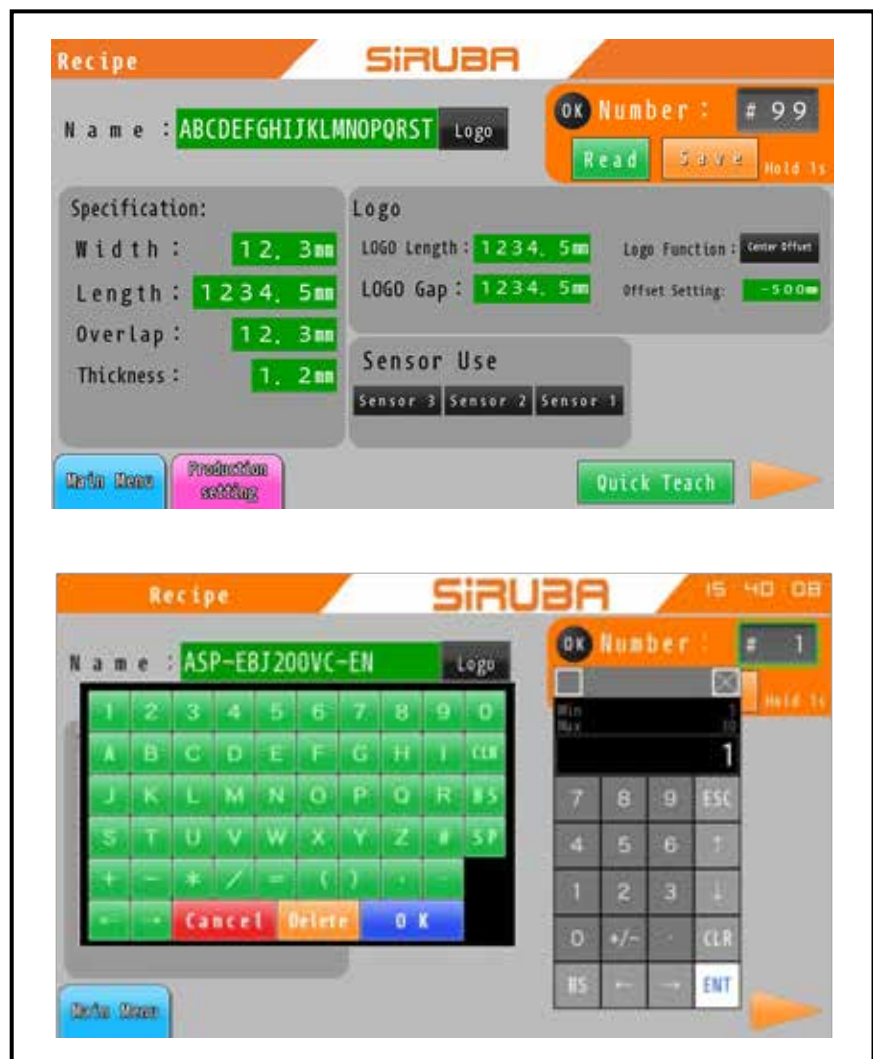 Recipe SiRUBA
Name : ABCDEFGHIJKLMNOPQRST Logo
OK Number : # 99
Read Save Hold 1s
Specification:
Width : 12. 3mm
Length : 1234. 5mm
Overlap : 12. 3mm
Thickness : 1. 2mm
Logo
LOGO Length : 1234. 5mm Logo Function : Center Offset
LOGO Gap : 1234. 5mm Offset Setting: -500mm
Sensor Use
Sensor 3 Sensor 2 Sensor 1
Main Menu Production setting Quick Teach
Recipe SiRUBA 15 40 08
Name : ASP-EBJ200VC-EN Logo
OK Number : # 1
Hold 1s
1 2 3 4 5 6 7 8 9 0
A B C D E F G H I CLR
J K L M N O P Q R BS
S T U V W X Y Z # SP
+ - * / = ( ) .
← → Cancel Delete OK
Min 1
Max 10
1
7 8 9 ESC
4 5 6 ↑
1 2 3 ↓
0 +/- . CLR
BS ← → ENT
Main Menu